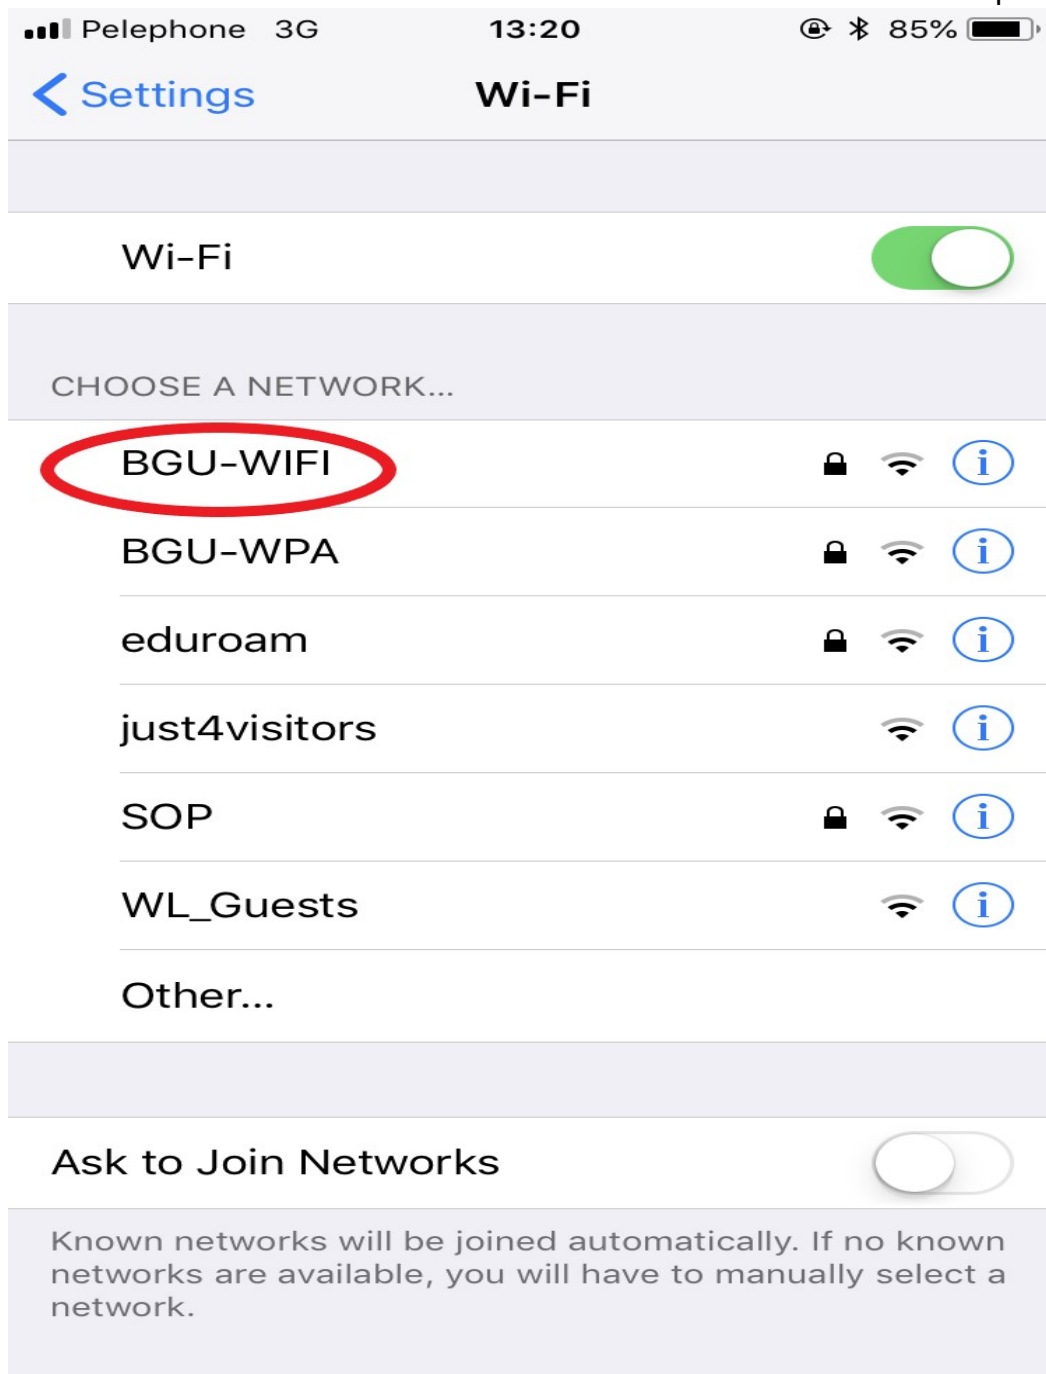 Pelephone 3G 13:20 85%
Settings Wi-Fi
Wi-Fi
CHOOSE A NETWORK...
BGU-WIFI
BGU-WPA
eduroam
just4visitors
SOP
WL_Guests
Other...
Ask to Join Networks
Known networks will be joined automatically. If no known
networks are available, you will have to manually select a
network.